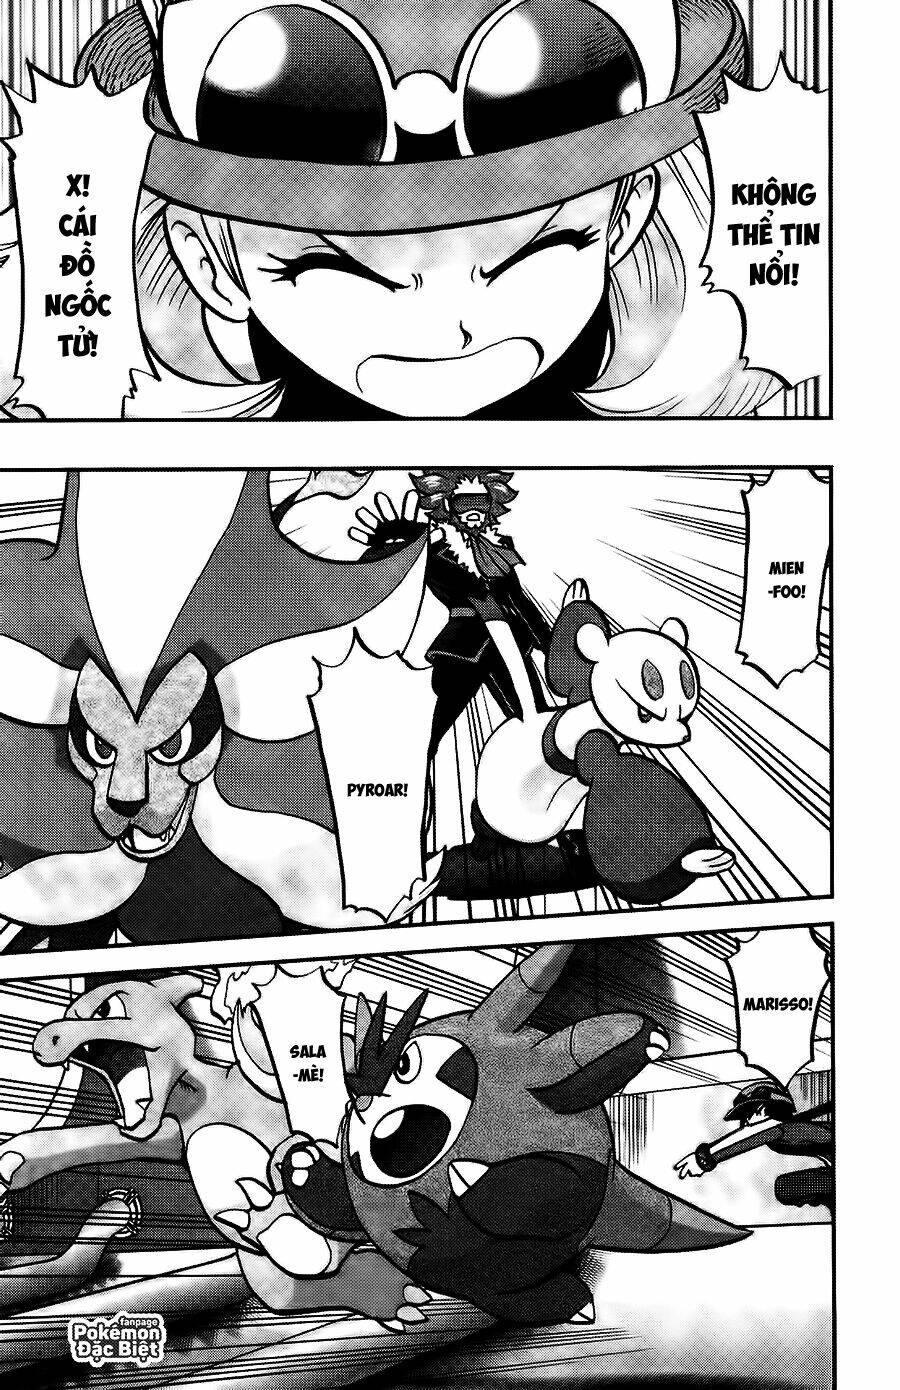 KHÔNG
THỂ TIN
NỔI!
X!
CÁI
ĐỒ
NGỐC
TỬ!
MIEN
-FOO!
PYROAR!
MARISSO!
SALA
-MÈ!
fanpage
Pokémon
Đặc Biệt